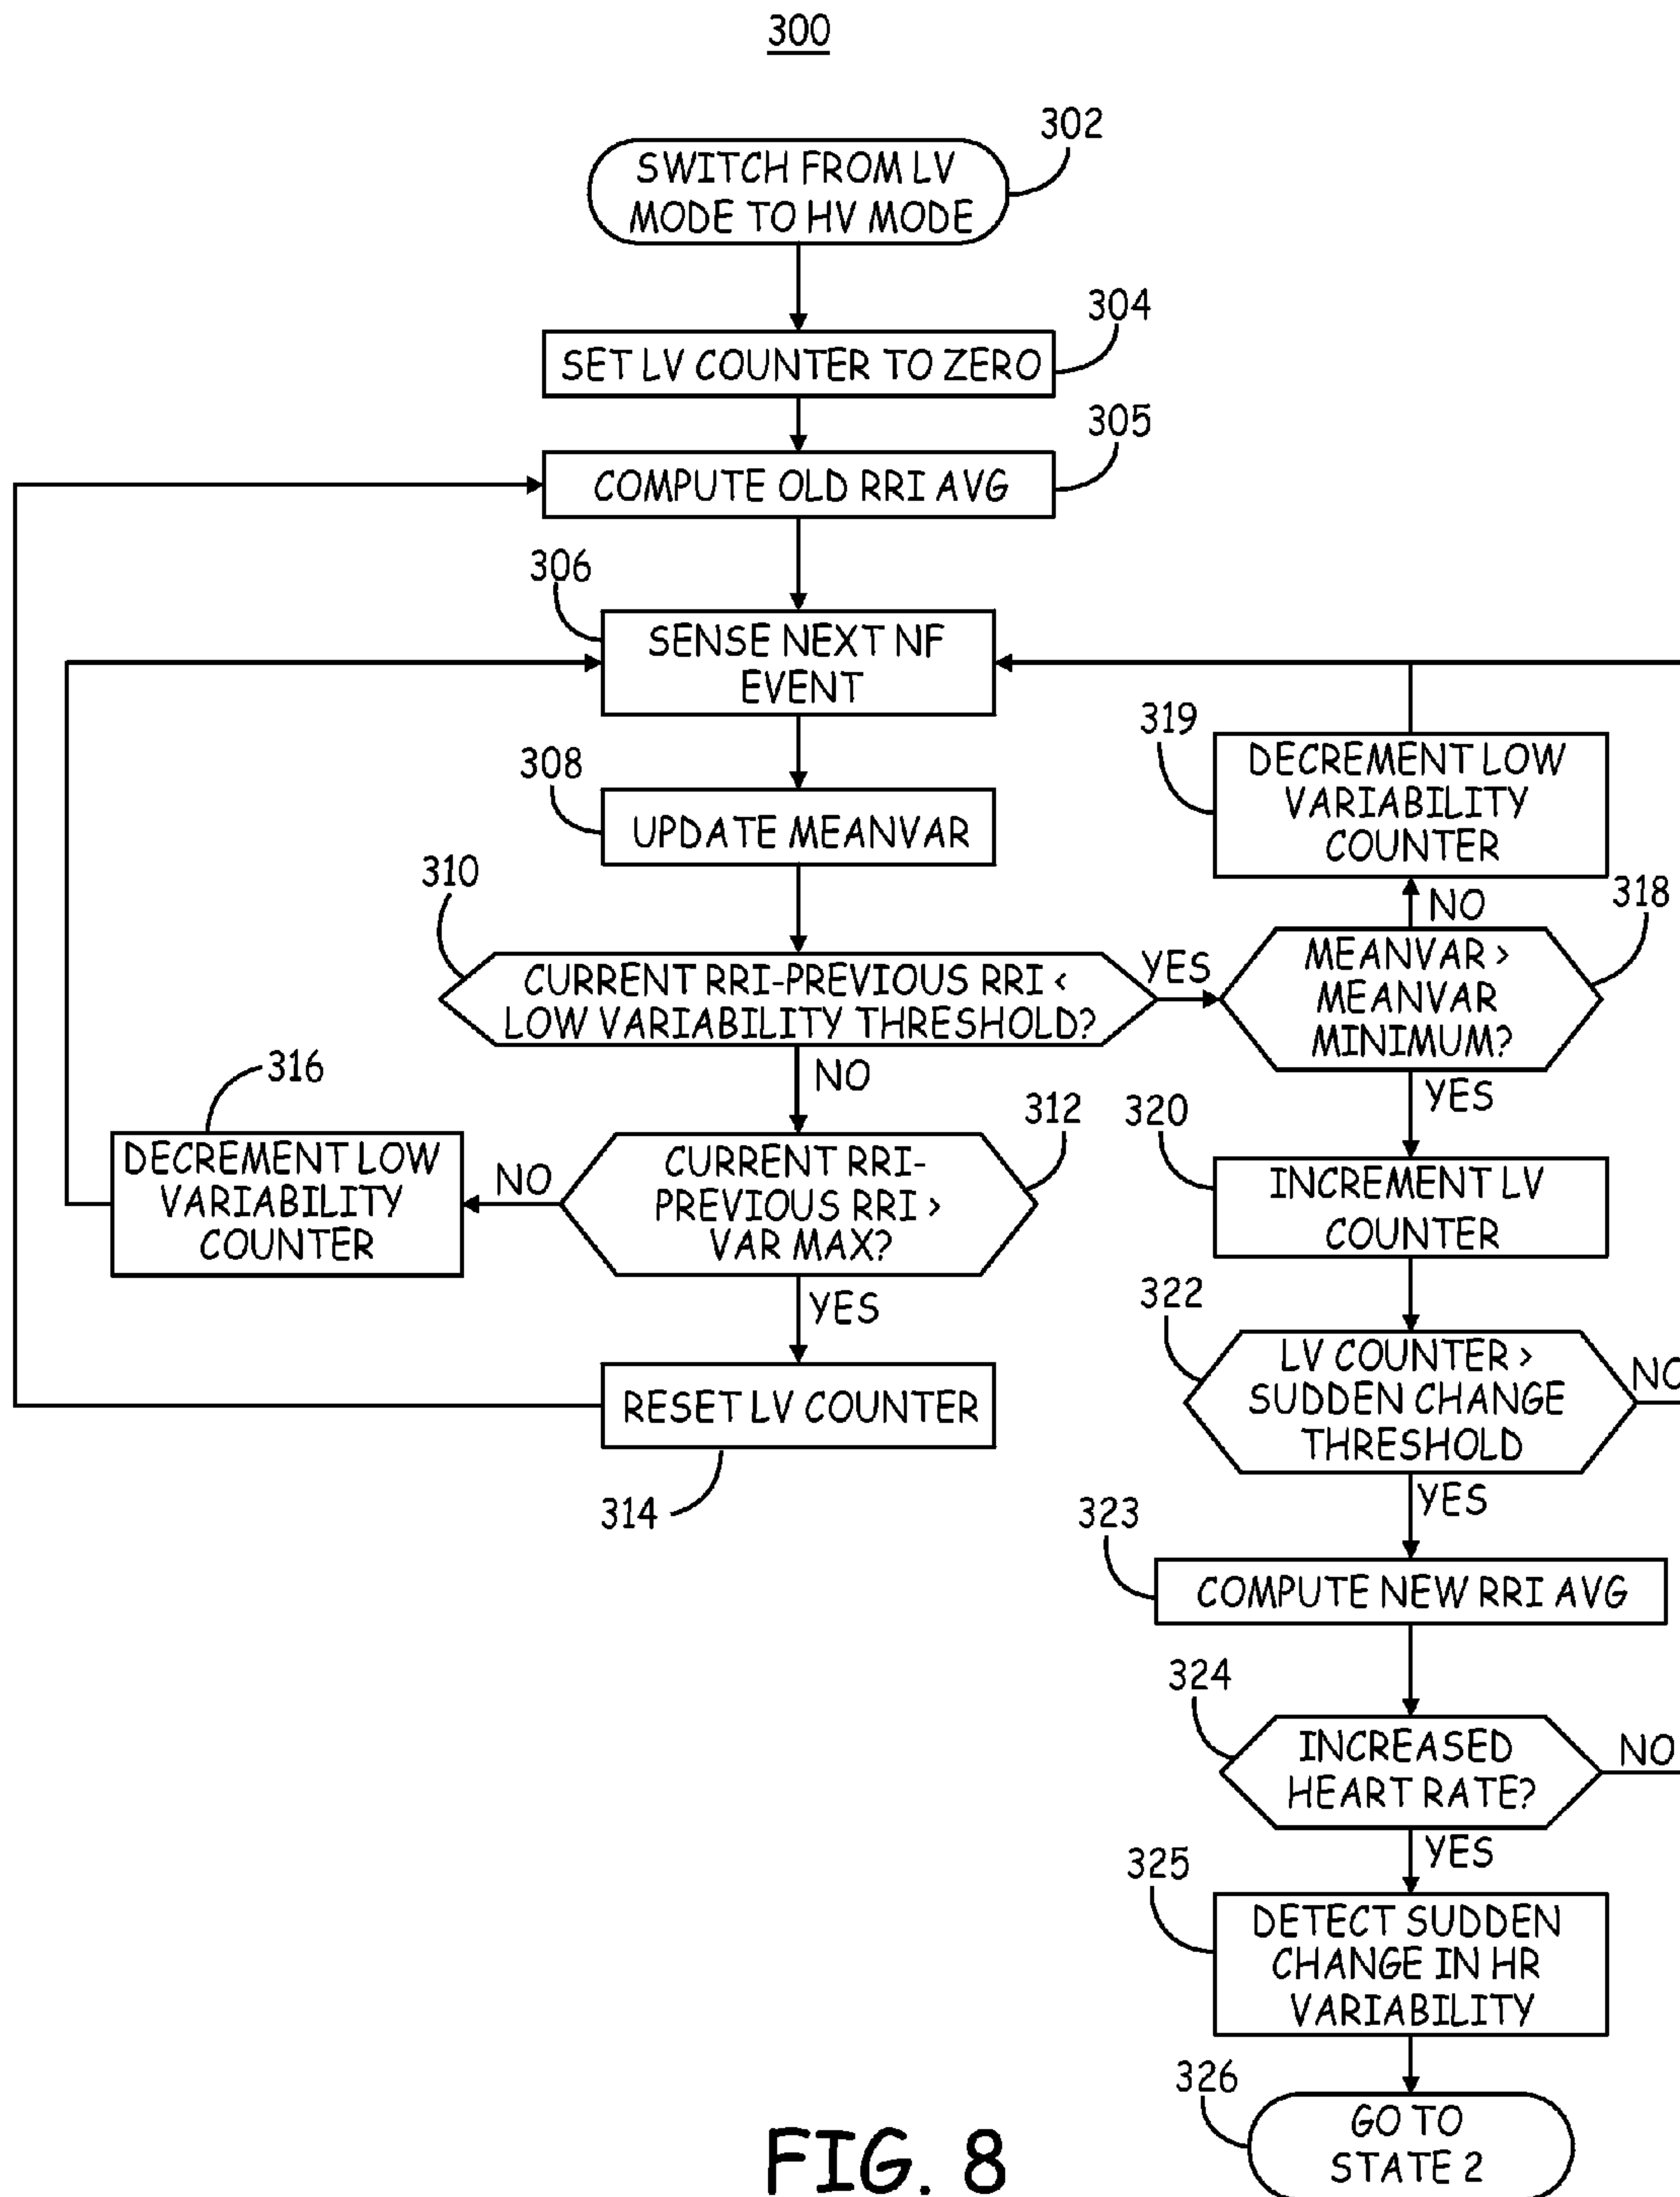 300
302
SWITCH FROM LV
MODE TO HV MODE
304
SET LV COUNTER TO ZERO
305
COMPUTE OLD RRI AVG
306
SENSE NEXT NF
EVENT
308
UPDATE MEANVAR
310
CURRENT RRI-PREVIOUS RRI <
LOW VARIABILITY THRESHOLD?
YES
NO
312
CURRENT RRI-
PREVIOUS RRI >
VAR MAX?
NO
316
DECREMENT LOW
VARIABILITY
COUNTER
YES
RESET LV COUNTER
314
319
DECREMENT LOW
VARIABILITY
COUNTER
NO
318
MEANVAR >
MEANVAR
MINIMUM?
YES
320
INCREMENT LV
COUNTER
322
LV COUNTER >
SUDDEN CHANGE
THRESHOLD
NO
YES
323
COMPUTE NEW RRI AVG
324
INCREASED
HEART RATE?
NO
YES
325
DETECT SUDDEN
CHANGE IN HR
VARIABILITY
326
GO TO
STATE 2
FIG. 8